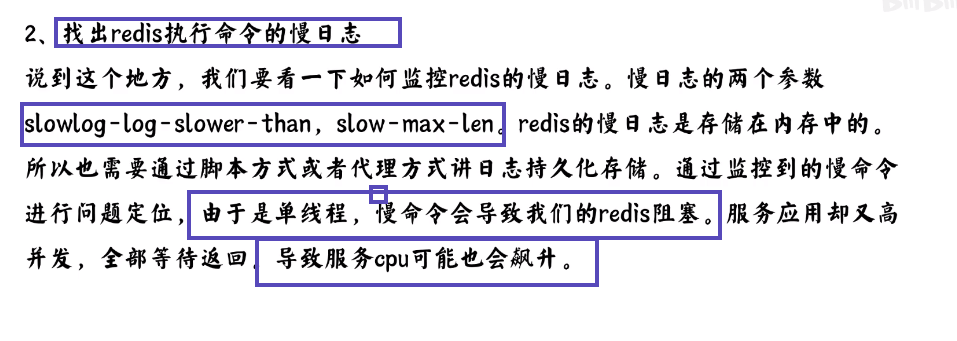 2、找出redis执行命令的慢日志
说到这个地方，我们要看一下如何监控redis的慢日志。慢日志的两个参数
slowlog-log-slower-than，slow-max-len。redis的慢日志是存储在内存中的。
所以也需要通过脚本方式或者代理方式讲日志持久化存储。通过监控到的慢命令
进行问题定位，由于是单线程，慢命令会导致我们的redis阻塞。服务应用却又高
并发，全部等待返回。导致服务cpu可能也会飙升。